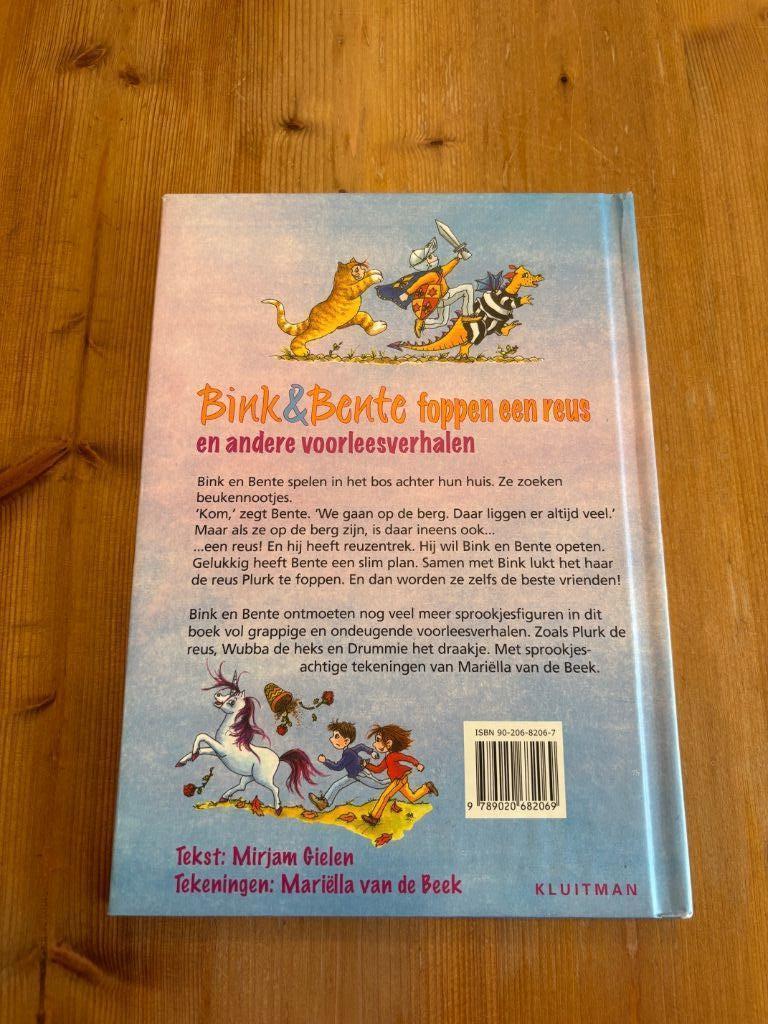 Bink&Bente foppen een reus
en andere voorleesverhalen
Bink en Bente spelen in het bos achter hun huis. Ze zoeken
beukennootjes.
'Kom,' zegt Bente. 'We gaan op de berg. Daar liggen er altijd veel.'
Maar als ze op de berg zijn, is daar ineens ook...
...een reus! En hij heeft reuzentrek. Hij wil Bink en Bente opeten.
Gelukkig heeft Bente een slim plan. Samen met Bink lukt het haar
de reus Plurk te foppen. En dan worden ze zelfs de beste vrienden!
Bink en Bente ontmoeten nog veel meer sprookjesfiguren in dit
boek vol grappige en ondeugende voorleesverhalen. Zoals Plurk de
reus, Wubba de heks en Drummie het draakje. Met sprookjes-
achtige tekeningen van Mariëlla van de Beek.
ISBN 90-206-8206-7
9 789020 682069
Tekst: Mirjam Gielen
Tekeningen: Mariëlla van de Beek
KLUITMAN